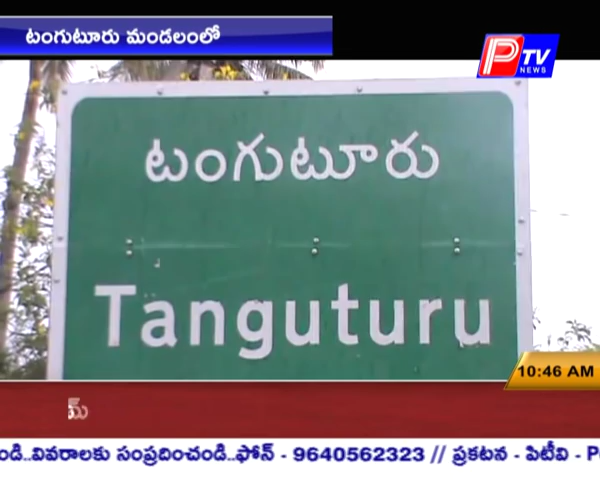 టంగుటూరు మండలంలో
PTV
NEWS
టంగుటూరు
Tanguturu
10:46 AM
ండి..వివరాలకు సంప్రదించండి..ఫోన్ - 9640562323 // ప్రకటన - పిటీవి - P